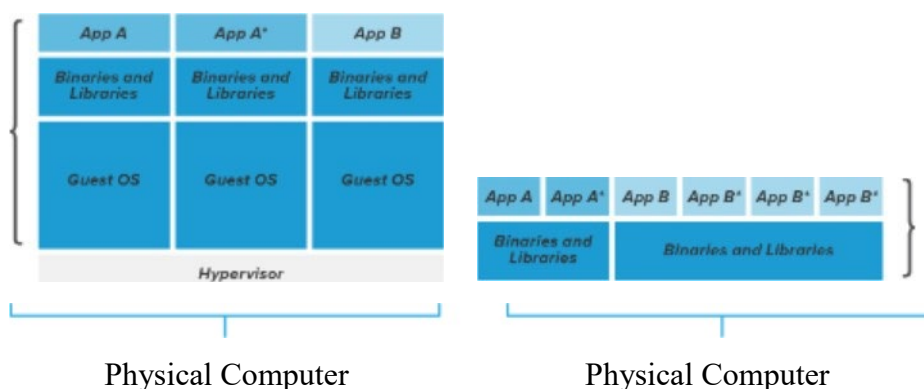 App A
App A*
App B
Binaries and
Libraries
Binaries and
Libraries
Binaries and
Libraries
Guest OS
Guest OS
Guest OS
Hypervisor
Physical Computer
App A
App A*
App B
App B*
App B*
App B*
Binaries and
Libraries
Binaries and Libraries
Physical Computer